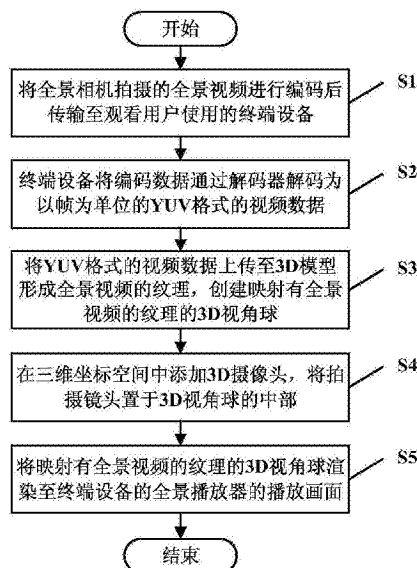 开始
将全景相机拍摄的全景视频进行编码后
传输至观看用户使用的终端设备
S1
终端设备将编码数据通过解码器解码为
以帧为单位的YUV格式的视频数据
S2
将YUV格式的视频数据上传至3D模型
形成全景视频的纹理，创建映射有全景
视频的纹理的3D视角球
S3
在三维坐标空间中添加3D摄像头，将拍
摄镜头置于3D视角球的中部
S4
将映射有全景视频的纹理的3D视角球渲
染至终端设备的全景播放器的播放画面
S5
结束